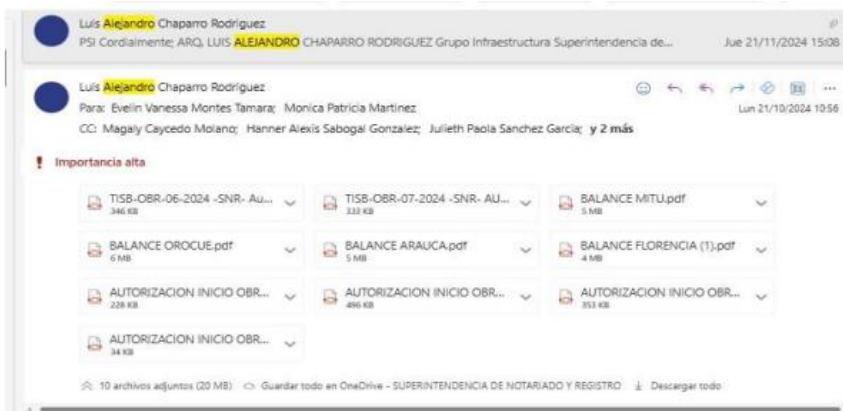 Luis Alejandro Chaparro Rodriguez
PSI Cordialmente; ARQ. LUIS ALEJANDRO CHAPARRO RODRIGUEZ Grupo Infraestructura Superintendencia de... Jue 21/11/2024 15:08
Luis Alejandro Chaparro Rodriguez
Para: Evelin Vanessa Montes Tamara; Monica Patricia Martinez Lun 21/10/2024 10:56
CC: Magaly Caycedo Molano; Hanner Alexis Sabogal Gonzalez; Julieth Paola Sanchez Garcia; y 2 más
! Importancia alta
TISB-OBR-06-2024 -SNR- Au... TISB-OBR-07-2024 -SNR- AU... BALANCE MITU.pdf
346 KB 333 KB 5 MB
BALANCE OROCUE.pdf BALANCE ARAUCA.pdf BALANCE FLORENCIA (1).pdf
6 MB 5 MB 4 MB
AUTORIZACION INICIO OBR... AUTORIZACION INICIO OBR... AUTORIZACION INICIO OBR...
228 KB 496 KB 353 KB
AUTORIZACION INICIO OBR...
34 KB
10 archivos adjuntos (20 MB) Guardar todo en OneDrive - SUPERINTENDENCIA DE NOTARIADO Y REGISTRO Descargar todo